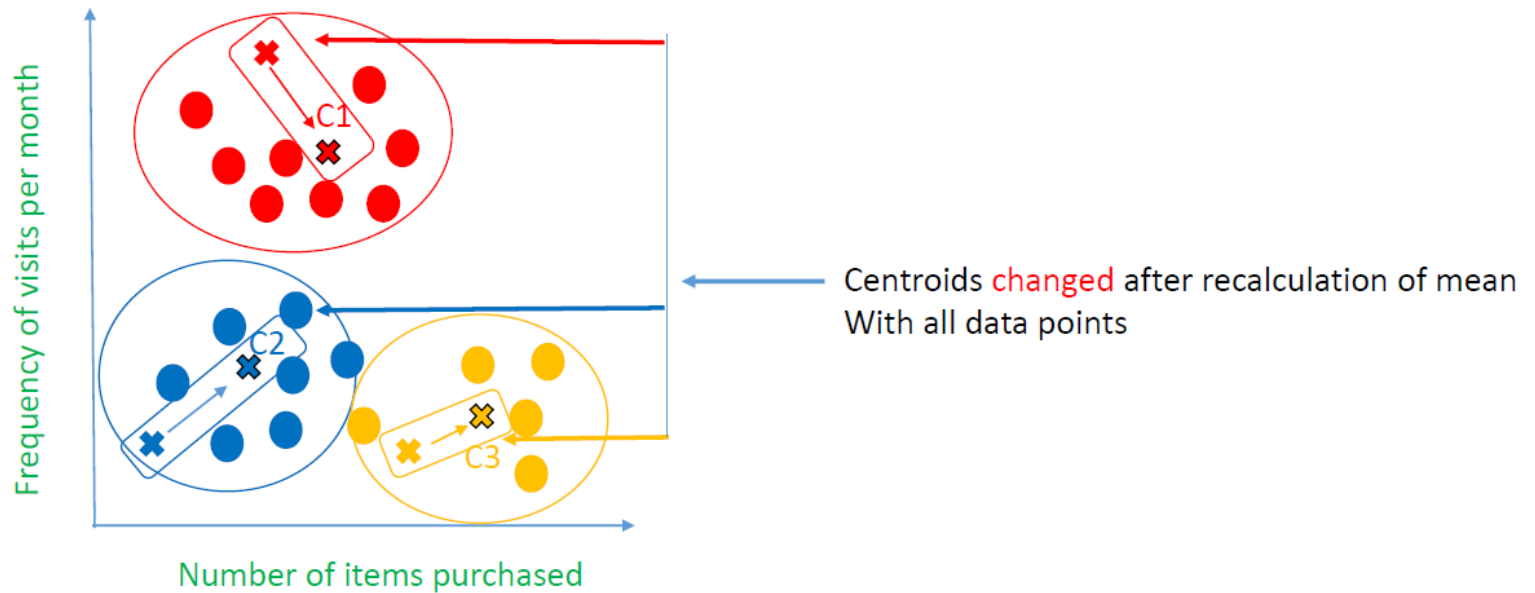 Frequency of visits per month
C1
C2
C3
Number of items purchased
Centroids changed after recalculation of mean
With all data points